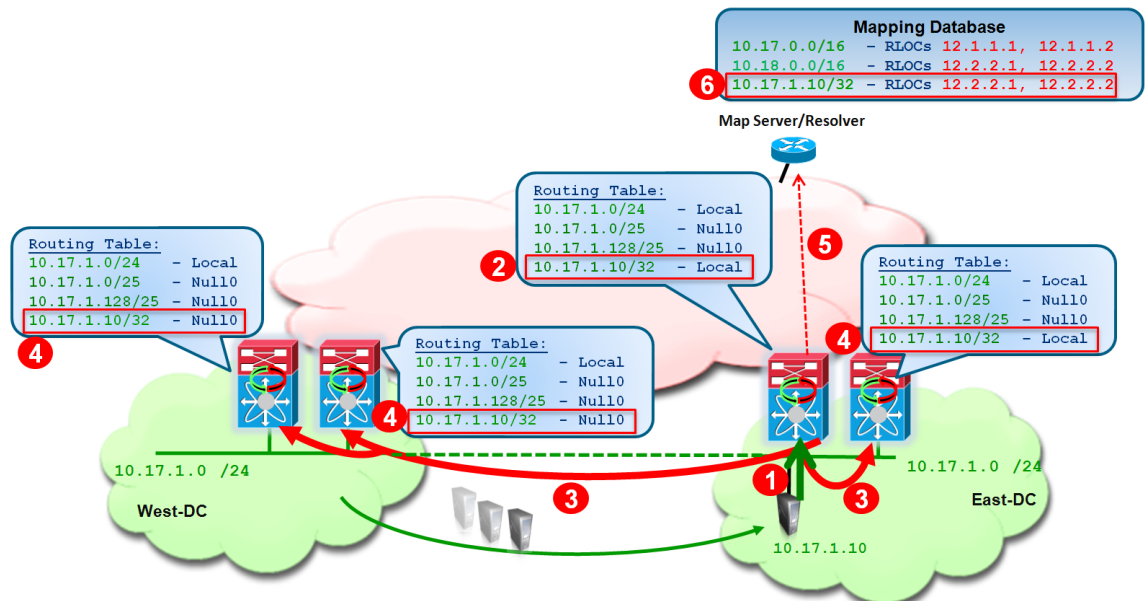 Mapping Database
10.17.0.0/16 – RLOCs 12.1.1.1, 12.1.1.2
10.18.0.0/16 – RLOCs 12.2.2.1, 12.2.2.2
10.17.1.10/32 – RLOCs 12.2.2.1, 12.2.2.2
6
Map Server/Resolver
Routing Table:
10.17.1.0/24 – Local
10.17.1.0/25 – Null0
10.17.1.128/25 – Null0
10.17.1.10/32 – Local
2
5
Routing Table:
10.17.1.0/24 – Local
10.17.1.0/25 – Null0
10.17.1.128/25 – Null0
10.17.1.10/32 – Null0
4
Routing Table:
10.17.1.0/24 – Local
10.17.1.0/25 – Null0
10.17.1.128/25 – Null0
10.17.1.10/32 – Local
4
Routing Table:
10.17.1.0/24 – Local
10.17.1.0/25 – Null0
10.17.1.128/25 – Null0
10.17.1.10/32 – Null0
4
10.17.1.0 /24
10.17.1.0 /24
1
3
3
West-DC
East-DC
10.17.1.10